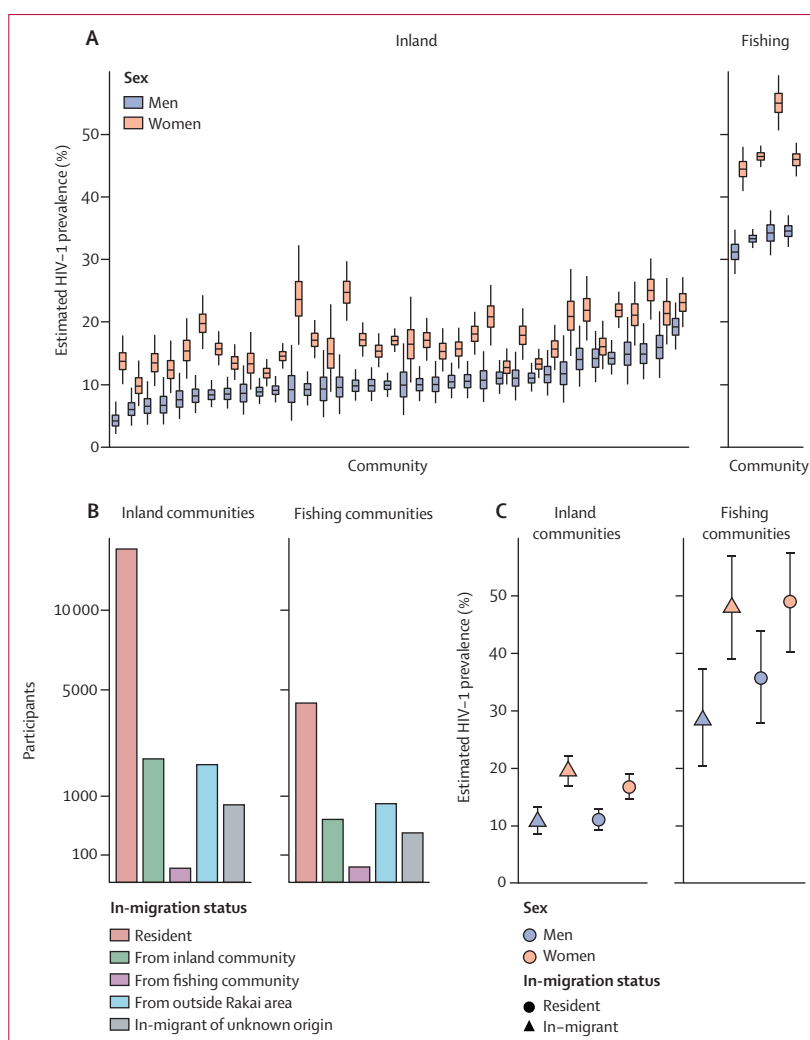 A
Inland
Fishing
Sex
Men
Women
Estimated HIV−1 prevalence (%)
50
40
30
20
10
0
Community
Community
B
Inland communities
Fishing communities
Participants
10 000
5000
1000
100
In-migration status
Resident
From inland community
From fishing community
From outside Rakai area
In-migrant of unknown origin
C
Inland
communities
Fishing
communities
Estimated HIV−1 prevalence (%)
50
40
30
20
10
0
Sex
Men
Women
In-migration status
Resident
In−migrant